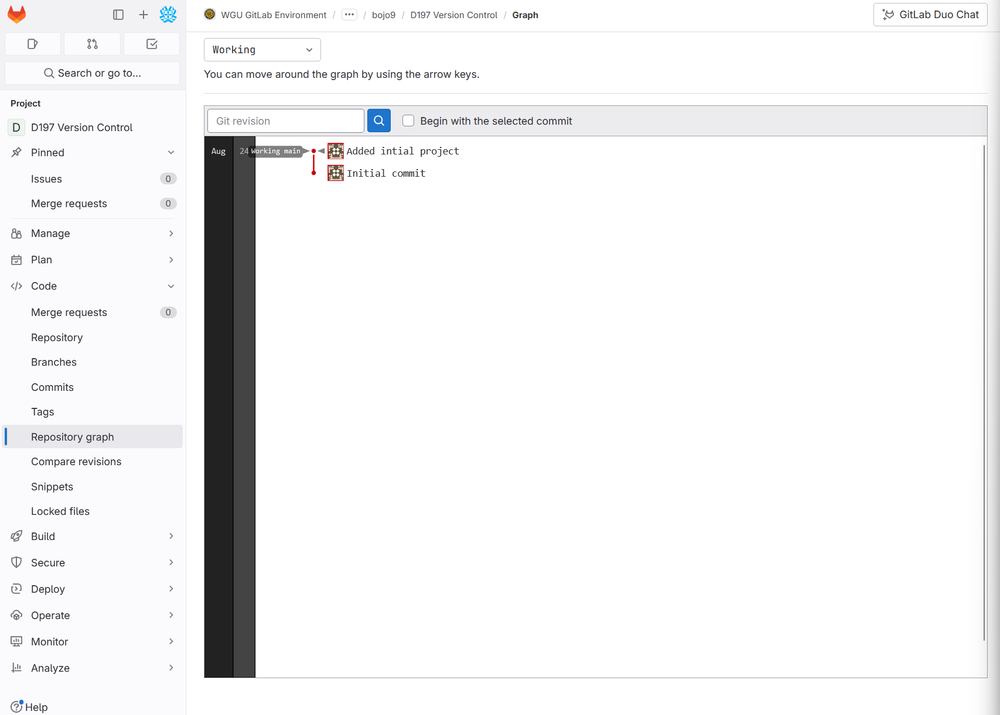 WGU GitLab Environment / ••• / bojo9 / D197 Version Control / Graph
GitLab Duo Chat
Search or go to...
Project
D D197 Version Control
Pinned
Issues 0
Merge requests 0
Manage
Plan
Code
Merge requests 0
Repository
Branches
Commits
Tags
Repository graph
Compare revisions
Snippets
Locked files
Build
Secure
Deploy
Operate
Monitor
Analyze
Help
Working
You can move around the graph by using the arrow keys.
Git revision
Begin with the selected commit
Aug 24 Working main Added intial project
Initial commit